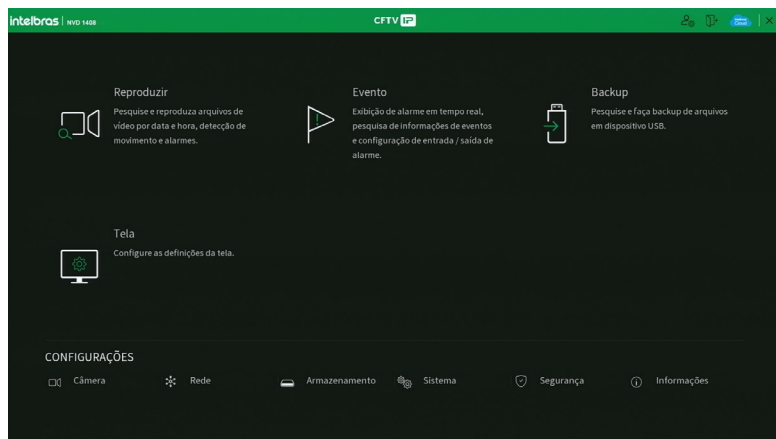 intelbras | NVD 1408
CFTV IP
Reproduzir
Pesquise e reproduza arquivos de
vídeo por data e hora, detecção de
movimento e alarmes.
Evento
Exibição de alarme em tempo real,
pesquisa de informações de eventos
e configuração de entrada / saída de
alarme.
Backup
Pesquise e faça backup de arquivos
em dispositivo USB.
Tela
Configure as definições da tela.
CONFIGURAÇÕES
Câmera
Rede
Armazenamento
Sistema
Segurança
Informações